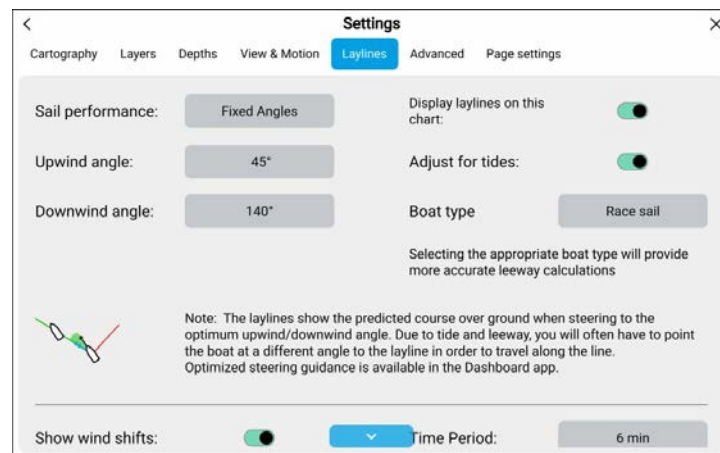 Settings
Cartography Layers Depths View & Motion Laylines Advanced Page settings
Sail performance: Fixed Angles
Display laylines on this
chart:
Upwind angle: 45°
Adjust for tides:
Downwind angle: 140°
Boat type Race sail
Selecting the appropriate boat type will provide
more accurate leeway calculations
Note: The laylines show the predicted course over ground when steering to the
optimum upwind/downwind angle. Due to tide and leeway, you will often have to point
the boat at a different angle to the layline in order to travel along the line.
Optimized steering guidance is available in the Dashboard app.
Show wind shifts:
Time Period: 6 min